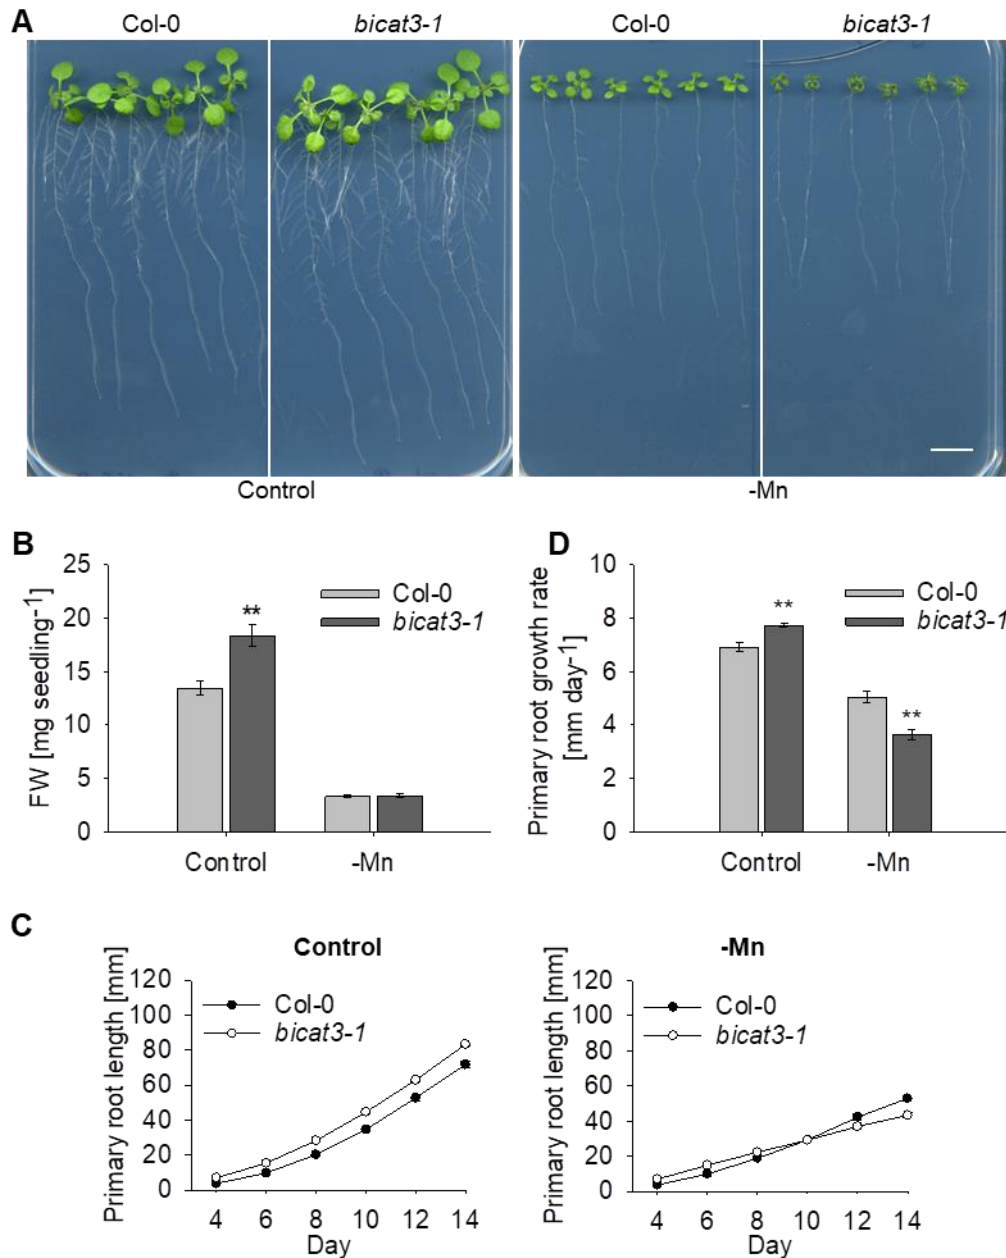 A
Col-0 bicat3-1 Col-0 bicat3-1
Control -Mn
B
FW [mg seedling-1]
25
20
15
10
5
0
**
Col-0
bicat3-1
Control -Mn
D
Primary root growth rate
[mm day-1]
10
8
6
4
2
0
**
**
Col-0
bicat3-1
Control -Mn
C
Control
Primary root length [mm]
120
100
80
60
40
20
0
Col-0
bicat3-1
4 6 8 10 12 14
Day
-Mn
Primary root length [mm]
120
100
80
60
40
20
0
Col-0
bicat3-1
4 6 8 10 12 14
Day